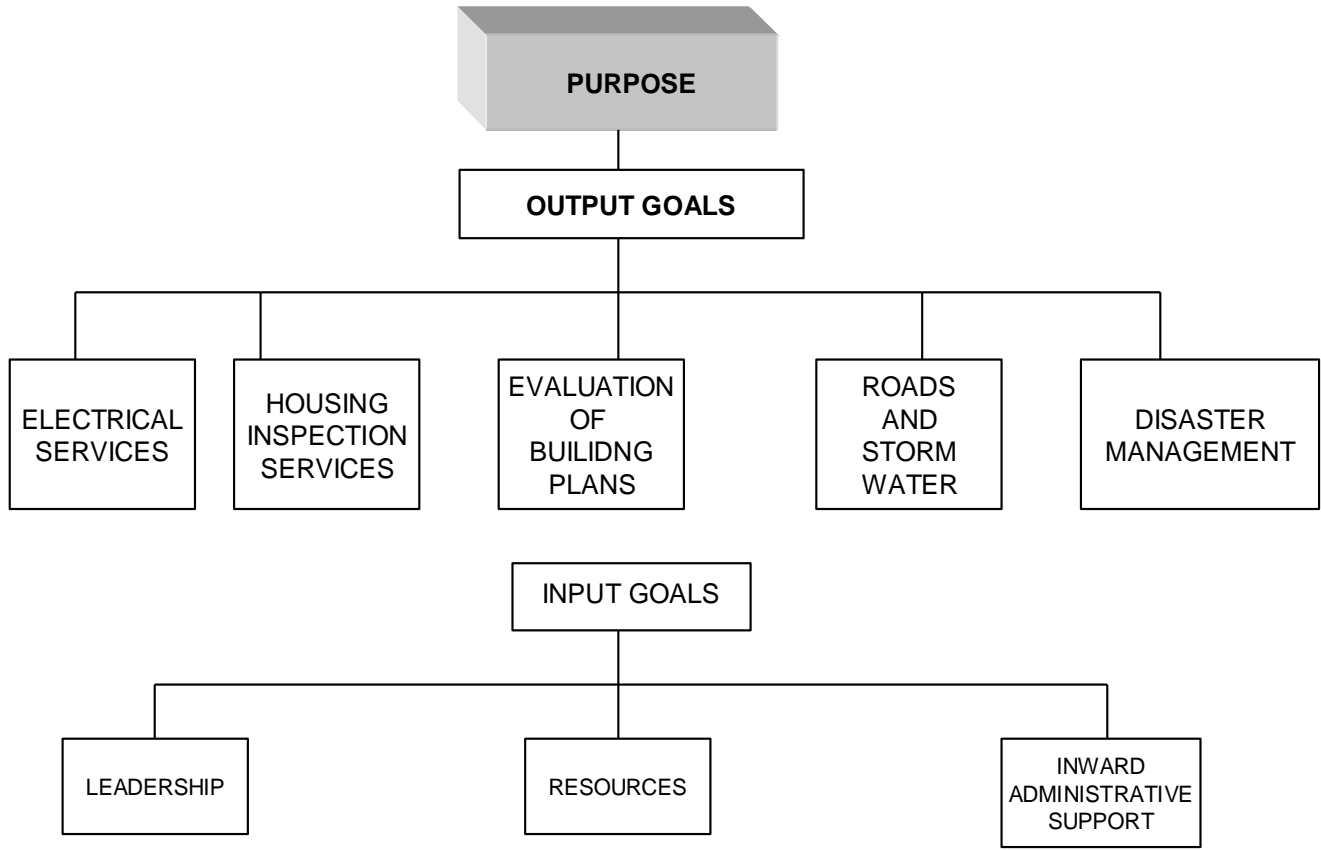 PURPOSE
OUTPUT GOALS
ELECTRICAL
SERVICES
HOUSING
INSPECTION
SERVICES
EVALUATION
OF
BUILIDNG
PLANS
ROADS
AND
STORM
WATER
DISASTER
MANAGEMENT
INPUT GOALS
LEADERSHIP
RESOURCES
INWARD
ADMINISTRATIVE
SUPPORT